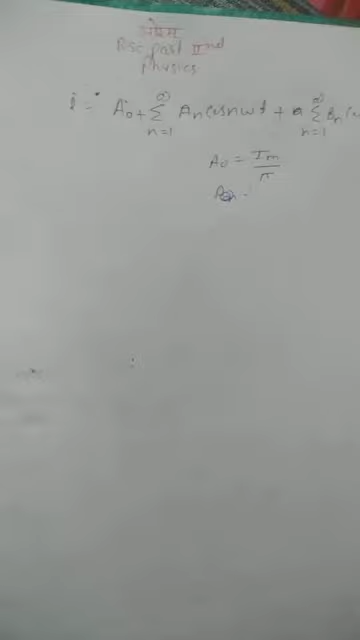 Bsc part IInd
Physics
i = A₀ + ∞∑n=1 Aₙ cos nωt + ∞∑n=1 Bₙ
A₀ = Iₘ/π